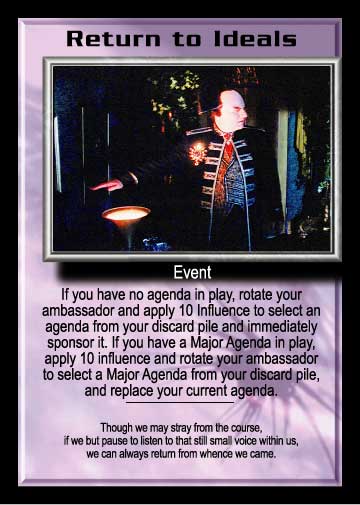 Return to Ideals
Event
If you have no agenda in play, rotate your
ambassador and apply 10 Influence to select an
agenda from your discard pile and immediately
sponsor it. If you have a Major Agenda in play,
apply 10 influence and rotate your ambassador
to select a Major Agenda from your discard pile,
and replace your current agenda.
Though we may stray from the course,
if we but pause to listen to that still small voice within us,
we can always return from whence we came.